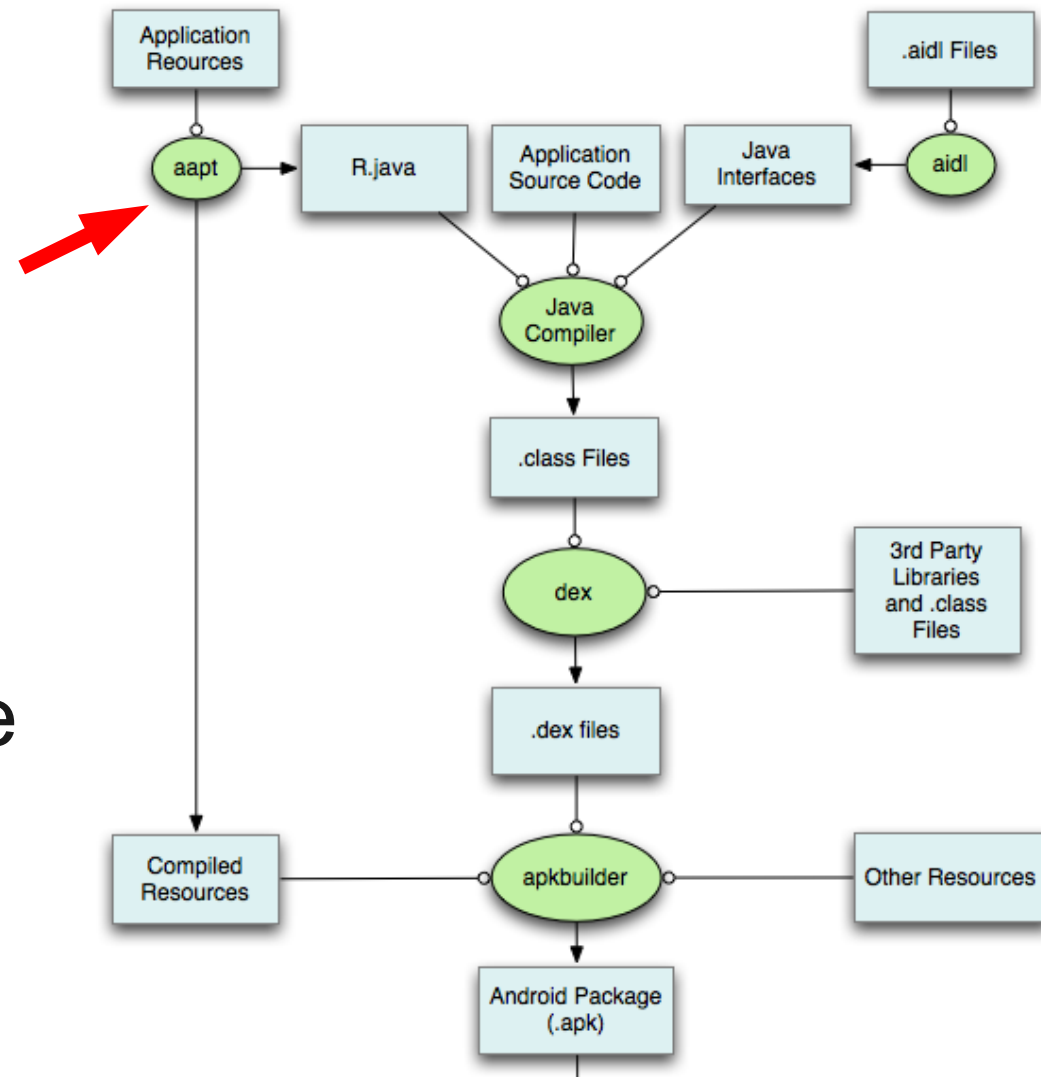 Application
Reources
.aidl Files
aapt
R.java
Application
Source Code
Java
Interfaces
aidl
Java
Compiler
.class Files
dex
3rd Party
Libraries
and .class
Files
e
.dex files
Compiled
Resources
apkbuilder
Other Resources
Android Package
(.apk)